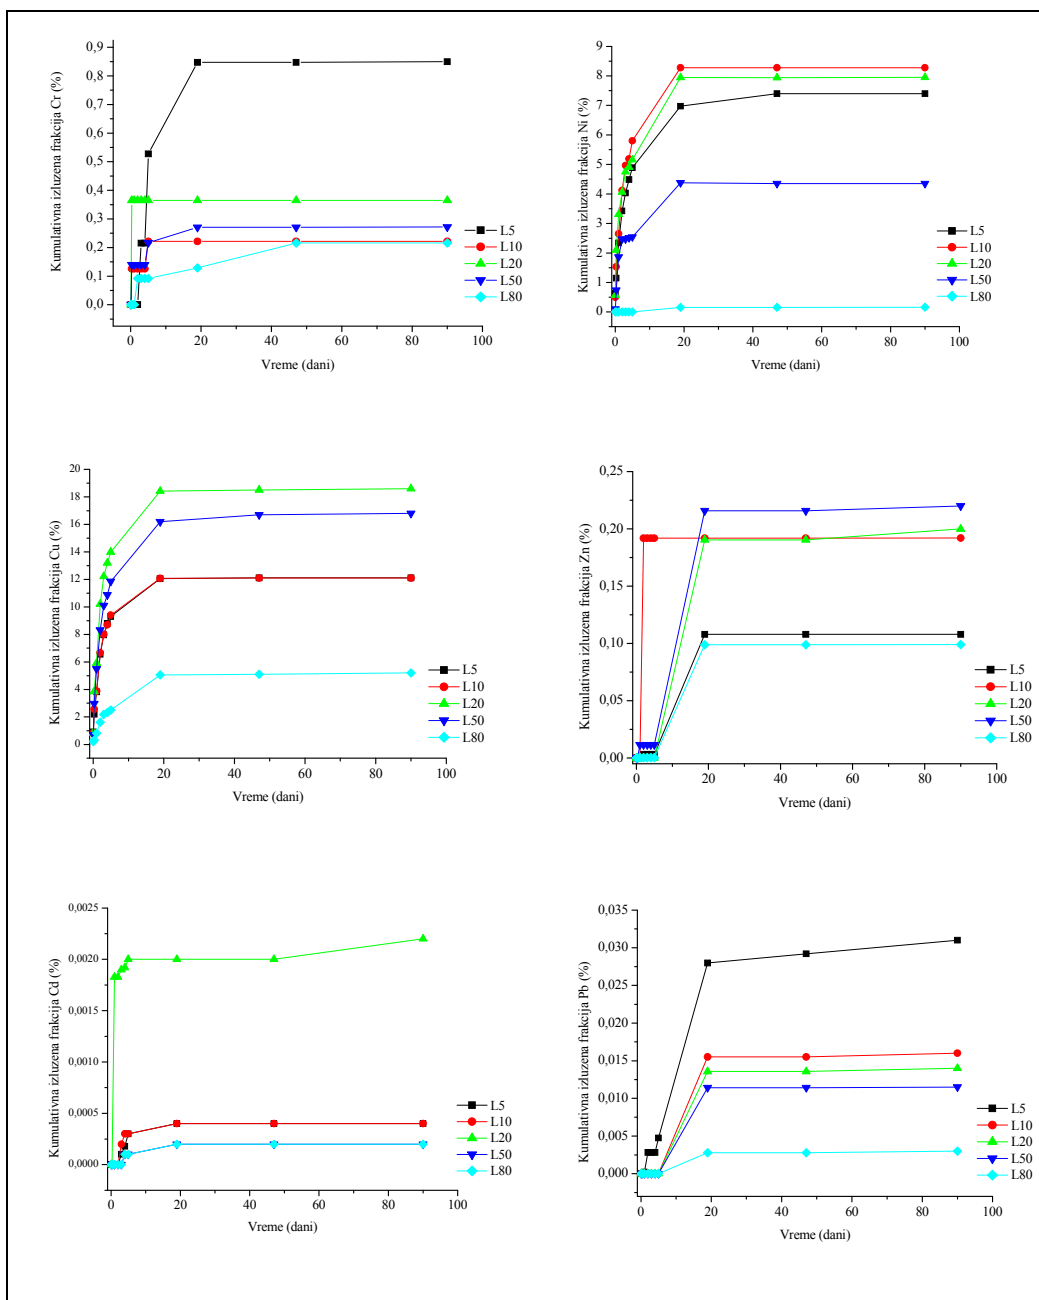 Kumulativna izluzena frakcija Cr (%)
0,9
0,8
0,7
0,6
0,5
0,4
0,3
0,2
0,1
0,0
0 20 40 60 80 100
Vreme (dani)
L5
L10
L20
L50
L80
Kumulativna izluzena frakcija Ni (%)
9
8
7
6
5
4
3
2
1
0
0 20 40 60 80 100
Vreme (dani)
L5
L10
L20
L50
L80
Kumulativna izluzena frakcija Cu (%)
20
18
16
14
12
10
8
6
4
2
0
0 20 40 60 80 100
Vreme (dani)
L5
L10
L20
L50
L80
Kumulativna izluzena frakcija Zn (%)
0,25
0,20
0,15
0,10
0,05
0,00
0 20 40 60 80 100
Vreme (dani)
L5
L10
L20
L50
L80
Kumulativna izluzena frakcija Cd (%)
0,0025
0,0020
0,0015
0,0010
0,0005
0,0000
0 20 40 60 80 100
Vreme (dani)
L5
L10
L20
L50
L80
Kumulativna izluzena frakcija Pb (%)
0,035
0,030
0,025
0,020
0,015
0,010
0,005
0,000
0 20 40 60 80 100
Vreme (dani)
L5
L10
L20
L50
L80